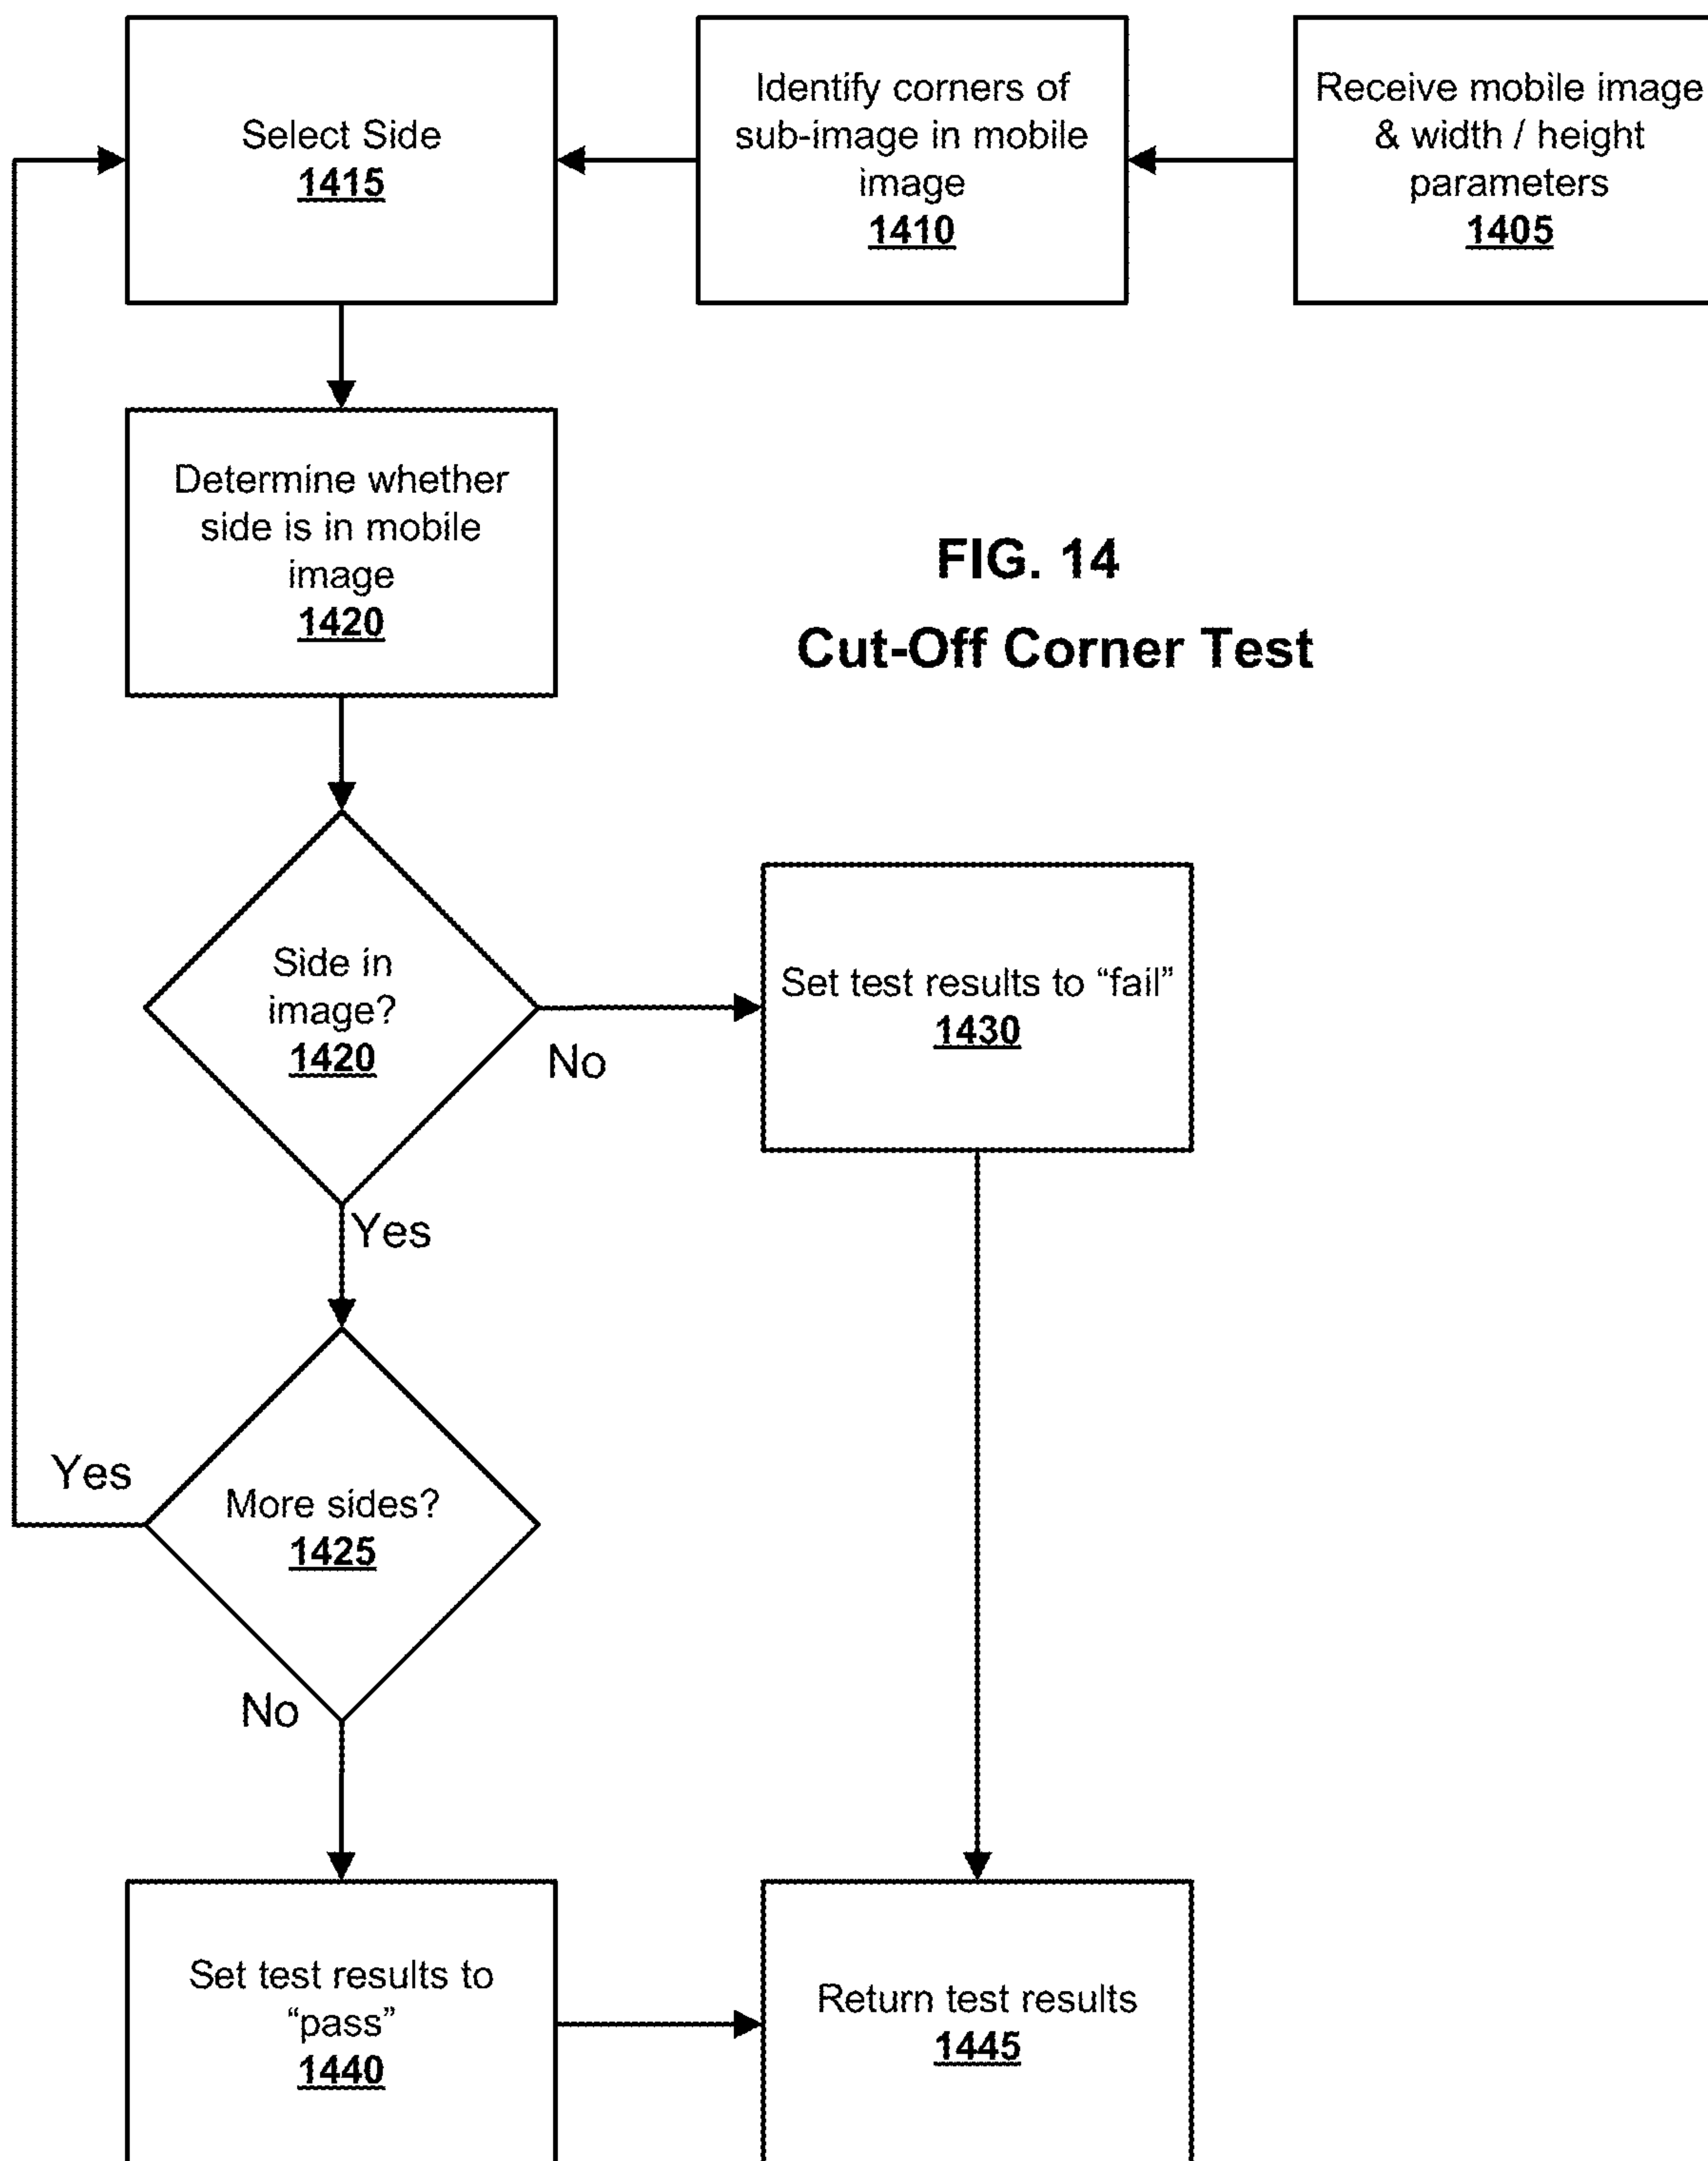 Select Side
1415
Identify corners of
sub-image in mobile
image
1410
Receive mobile image
& width / height
parameters
1405
Determine whether
side is in mobile
image
1420
FIG. 14
Cut-Off Corner Test
Side in
image?
1420
No
Set test results to “fail”
1430
Yes
Yes
More sides?
1425
No
Set test results to
“pass”
1440
Return test results
1445